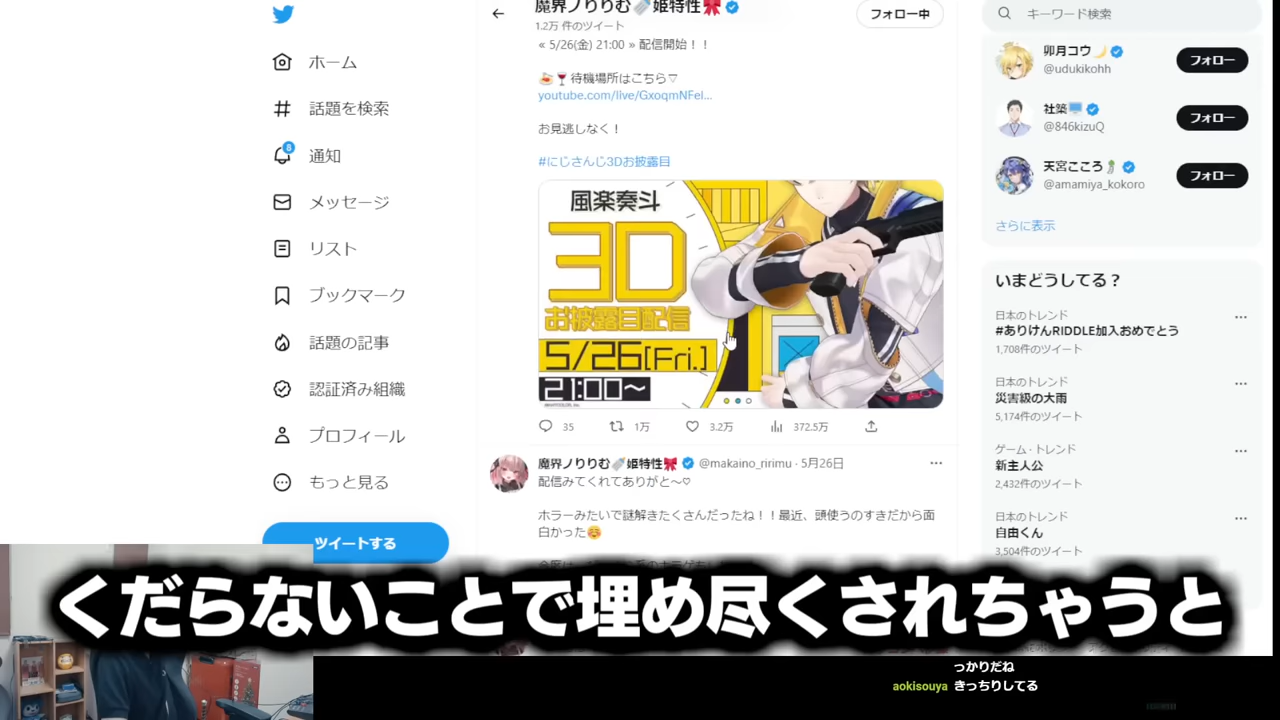 ホーム
話題を検索
8
通知
メッセージ
リスト
ブックマーク
話題の記事
認証済み組織
プロフィール
もっと見る
ツイートする
魔界ノりりむ🍼姫特性🎀
1.2万 件のツイート
フォロー中
« 5/26(金) 21:00 » 配信開始！！
🍝🍷待機場所はこちら▽
youtube.com/live/GxoqmNFel...
お見逃しなく！
#にじさんじ3Dお披露目
風楽奏斗
3D
お披露目配信
5/26[Fri.]
21:00～
35
1万
3.2万
372.5万
魔界ノりりむ🍼姫特性🎀 @makaino_ririmu · 5月26日
配信みてくれてありがと～♡
ホラーみたいで謎解きたくさんだったね！！最近、頭使うのすきだから面
白かった☺️
キーワード検索
卯月コウ🌙
@udukikohh
フォロー
社築🖥️
@846kizuQ
フォロー
天宮こころ
@amamiya_kokoro
フォロー
さらに表示
いまどうしてる？
日本のトレンド
#ありけんRIDDLE加入おめでとう
1,708件のツイート
日本のトレンド
災害級の大雨
5,174件のツイート
ゲーム · トレンド
新主人公
2,432件のツイート
日本のトレンド
自由くん
3,504件のツイート
くだらないことで埋め尽くされちゃうと
っかりだね
aokisouya きっちりしてる